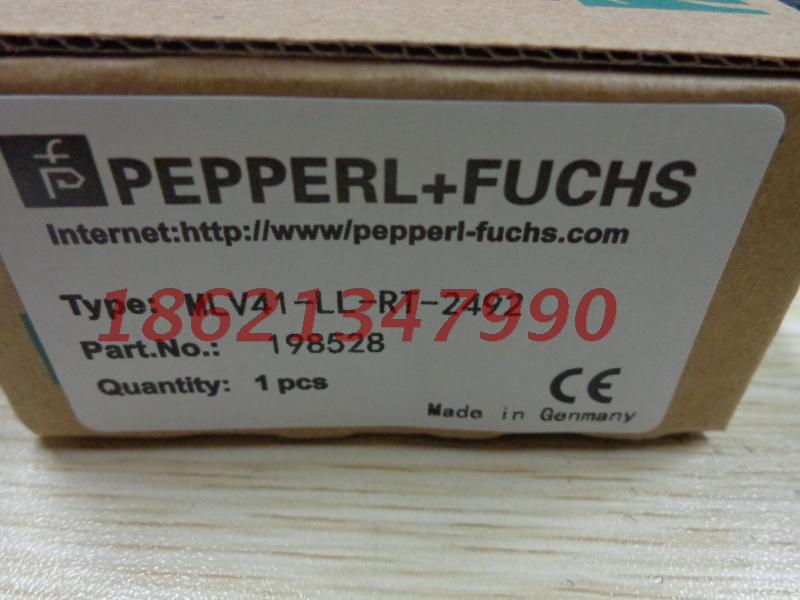 PEPPERL+FUCHS
Internet:http://www/pepperl-fuchs.com
Type: MLV41-LL-RT-2492
18621347990
Part.No.: 198528
Quantity: 1 pcs
CE
Made in Genmany